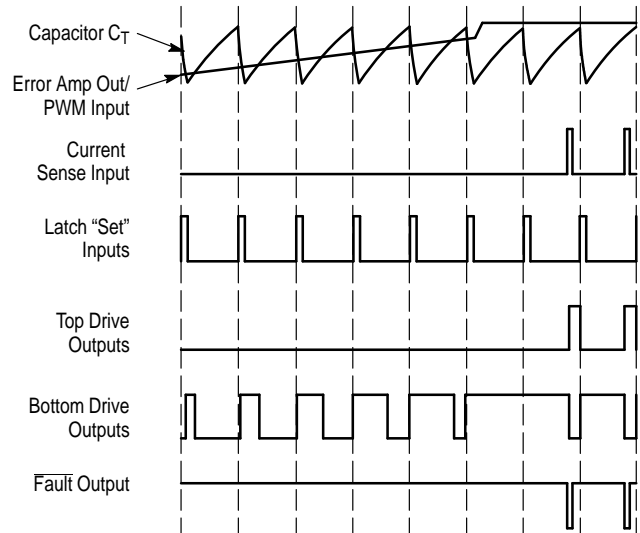 Capacitor CT
Error Amp Out/
PWM Input
Current
Sense Input
Latch “Set”
Inputs
Top Drive
Outputs
Bottom Drive
Outputs
Fault Output